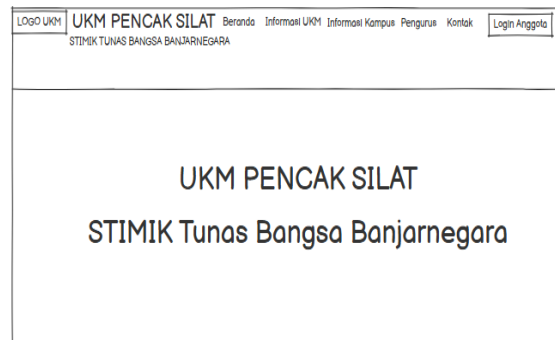 LOGO UKM UKM PENCAK SILAT Beranda Informasi UKM Informasi Kampus Pengurus Kontak Login Anggota
STIMIK TUNAS BANGSA BANJARNEGARA
UKM PENCAK SILAT
STIMIK Tunas Bangsa Banjarnegara